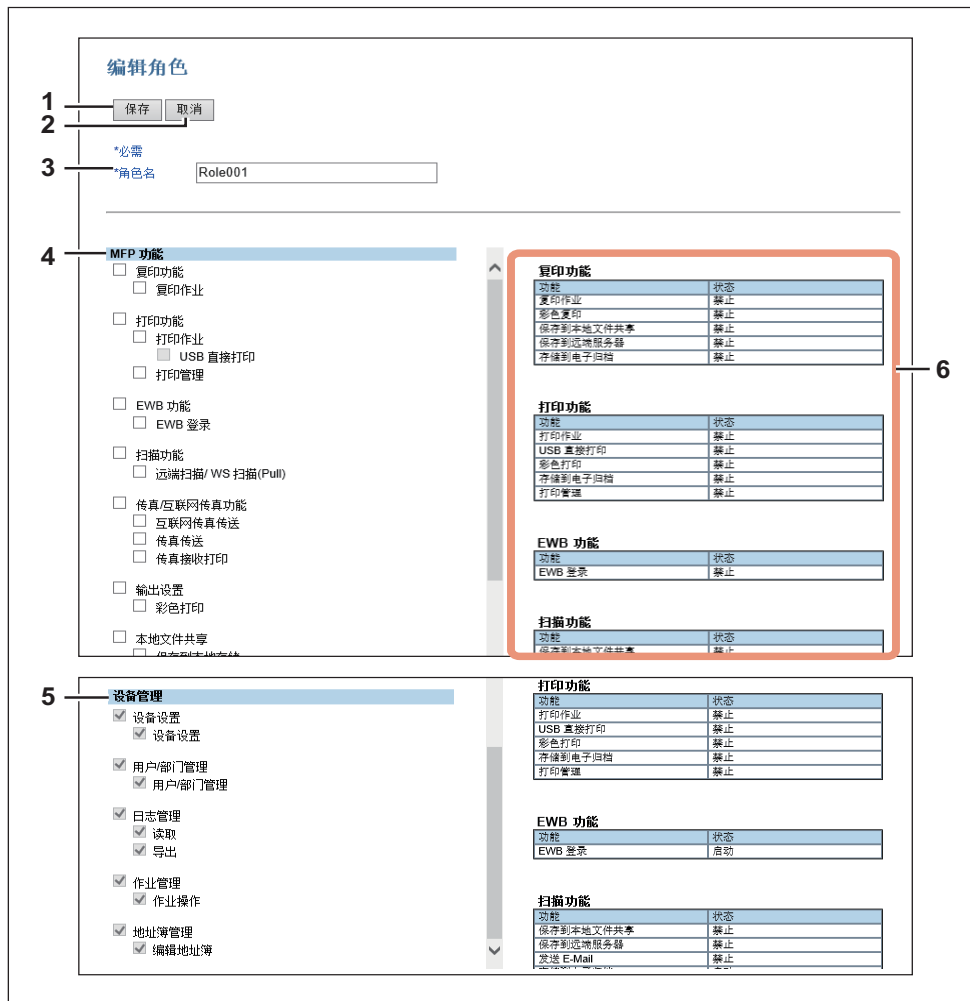 编辑角色
1
保存 取消
2
*必需
3
*角色名 Role001
4
MFP 功能
复印功能
复印作业
打印功能
打印作业
USB 直接打印
打印管理
EWB 功能
EWB 登录
扫描功能
远端扫描/ WS 扫描(Pull)
传真/互联网传真功能
互联网传真传送
传真传送
传真接收打印
输出设置
彩色打印
本地文件共享
保存到本地存储
复印功能
功能 状态
复印作业 禁止
彩色复印 禁止
保存到本地文件共享 禁止
保存到远端服务器 禁止
存储到电子归档 禁止
6
打印功能
功能 状态
打印作业 禁止
USB 直接打印 禁止
彩色打印 禁止
存储到电子归档 禁止
打印管理 禁止
EWB 功能
功能 状态
EWB 登录 禁止
扫描功能
功能 状态
保存到本地文件共享 禁止
5
设备管理
设备设置
设备设置
用户/部门管理
用户/部门管理
日志管理
读取
导出
作业管理
作业操作
地址簿管理
编辑地址簿
打印功能
功能 状态
打印作业 禁止
USB 直接打印 禁止
彩色打印 禁止
存储到电子归档 禁止
打印管理 禁止
EWB 功能
功能 状态
EWB 登录 启动
扫描功能
功能 状态
保存到本地文件共享 禁止
保存到远端服务器 禁止
发送 E-Mail 禁止